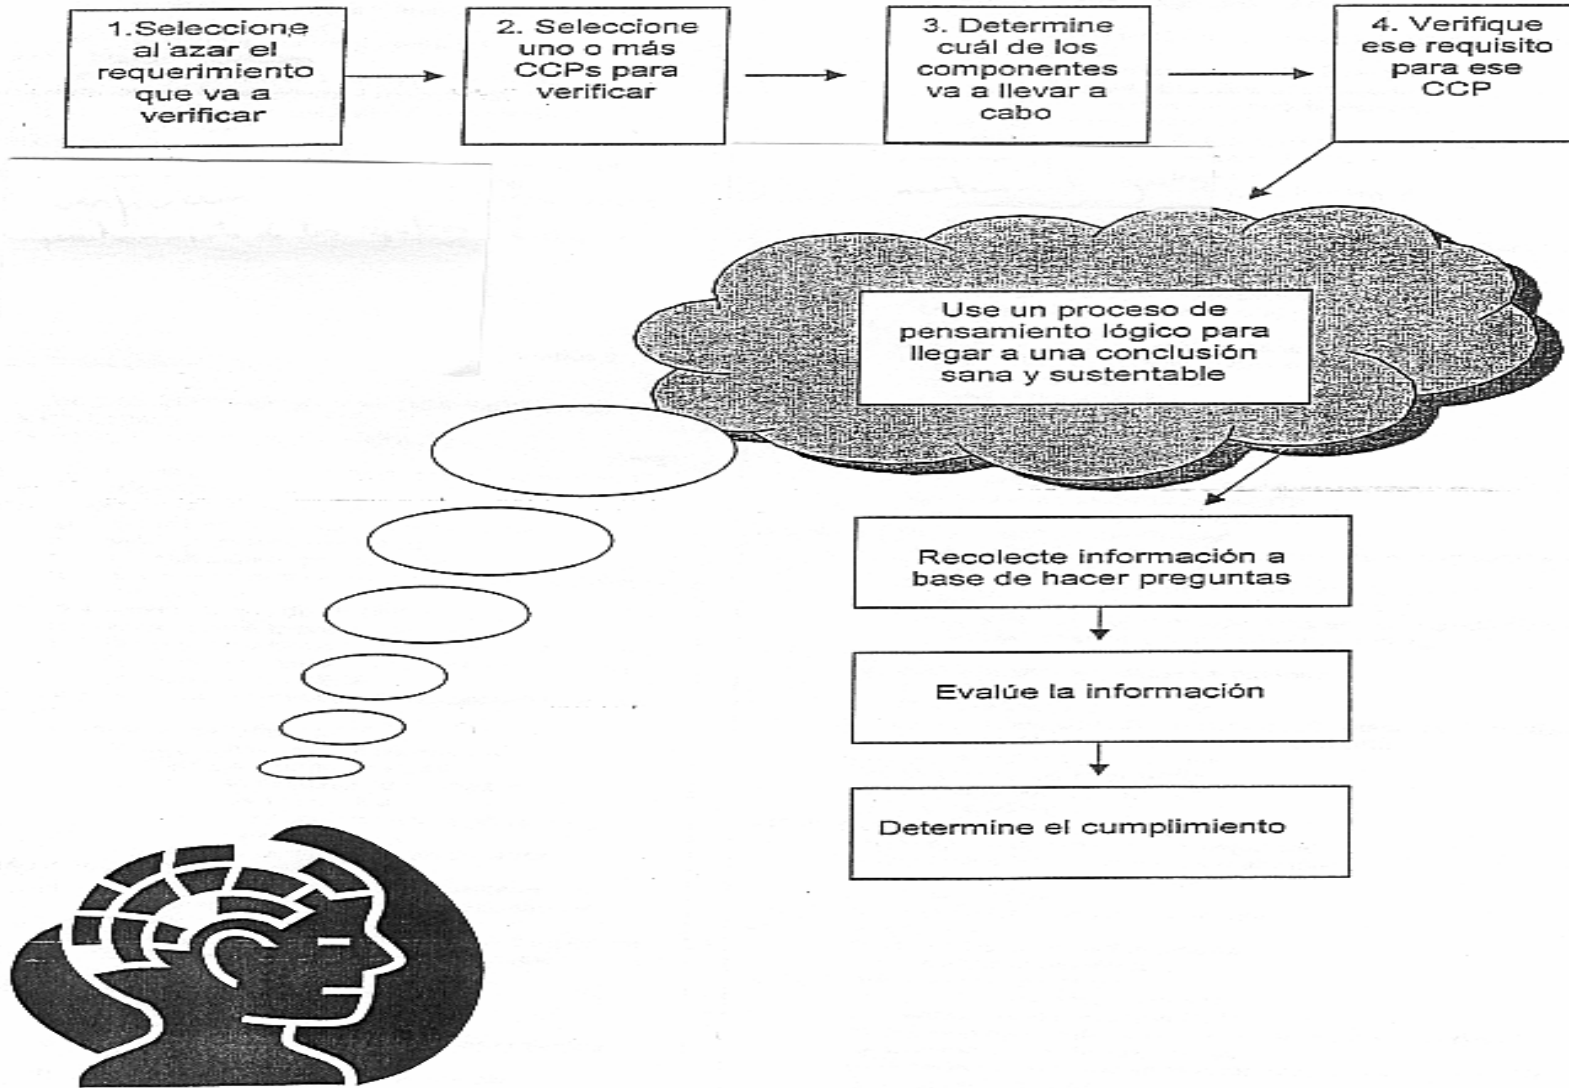 1.Seleccione
al azar el
requerimiento
que va a
verificar
2. Seleccione
uno o más
CCPs para
verificar
3. Determine
cuál de los
componentes
va a llevar a
cabo
4. Verifique
ese requisito
para ese
CCP
Use un proceso de
pensamiento lógico para
llegar a una conclusión
sana y sustentable
Recolecte información a
base de hacer preguntas
Evalúe la información
Determine el cumplimiento